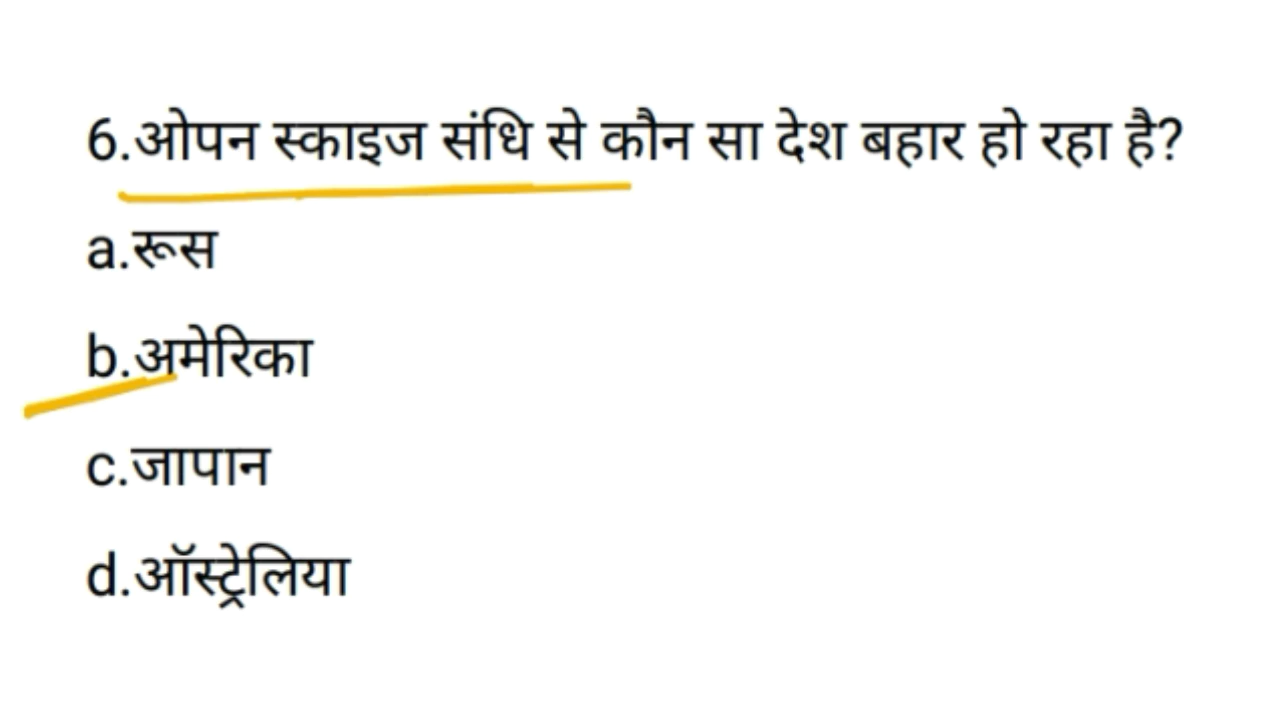 6.ओपन स्काइज संधि से कौन सा देश बहार हो रहा है?
a.रूस
b.अमेरिका
c.जापान
d.ऑस्ट्रेलिया